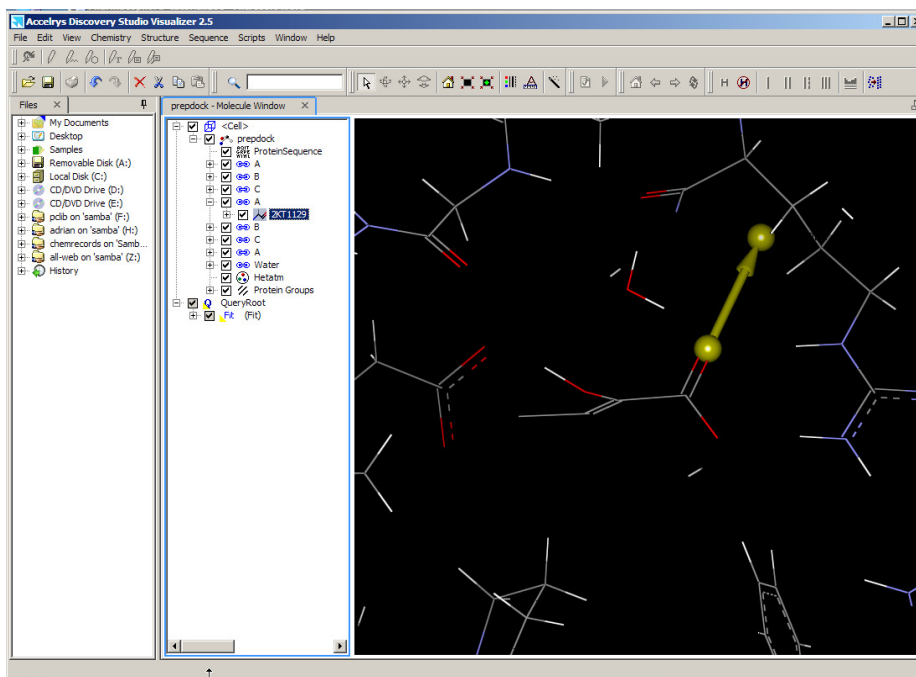 Accelrys Discovery Studio Visualizer 2.5
File Edit View Chemistry Structure Sequence Scripts Window Help
Files
prepdock - Molecule Window
My Documents
Desktop
Samples
Removable Disk (A:)
Local Disk (C:)
CD/DVD Drive (D:)
CD/DVD Drive (E:)
pclib on 'samba' (F:)
adrian on 'samba' (H:)
chemrecords on 'Samb...
all-web on 'samba' (Z:)
History
<Cell>
prepdock
ProteinSequence
A
B
C
A
2KT1129
B
C
A
Water
Hetatm
Protein Groups
QueryRoot
Fit (Fit)